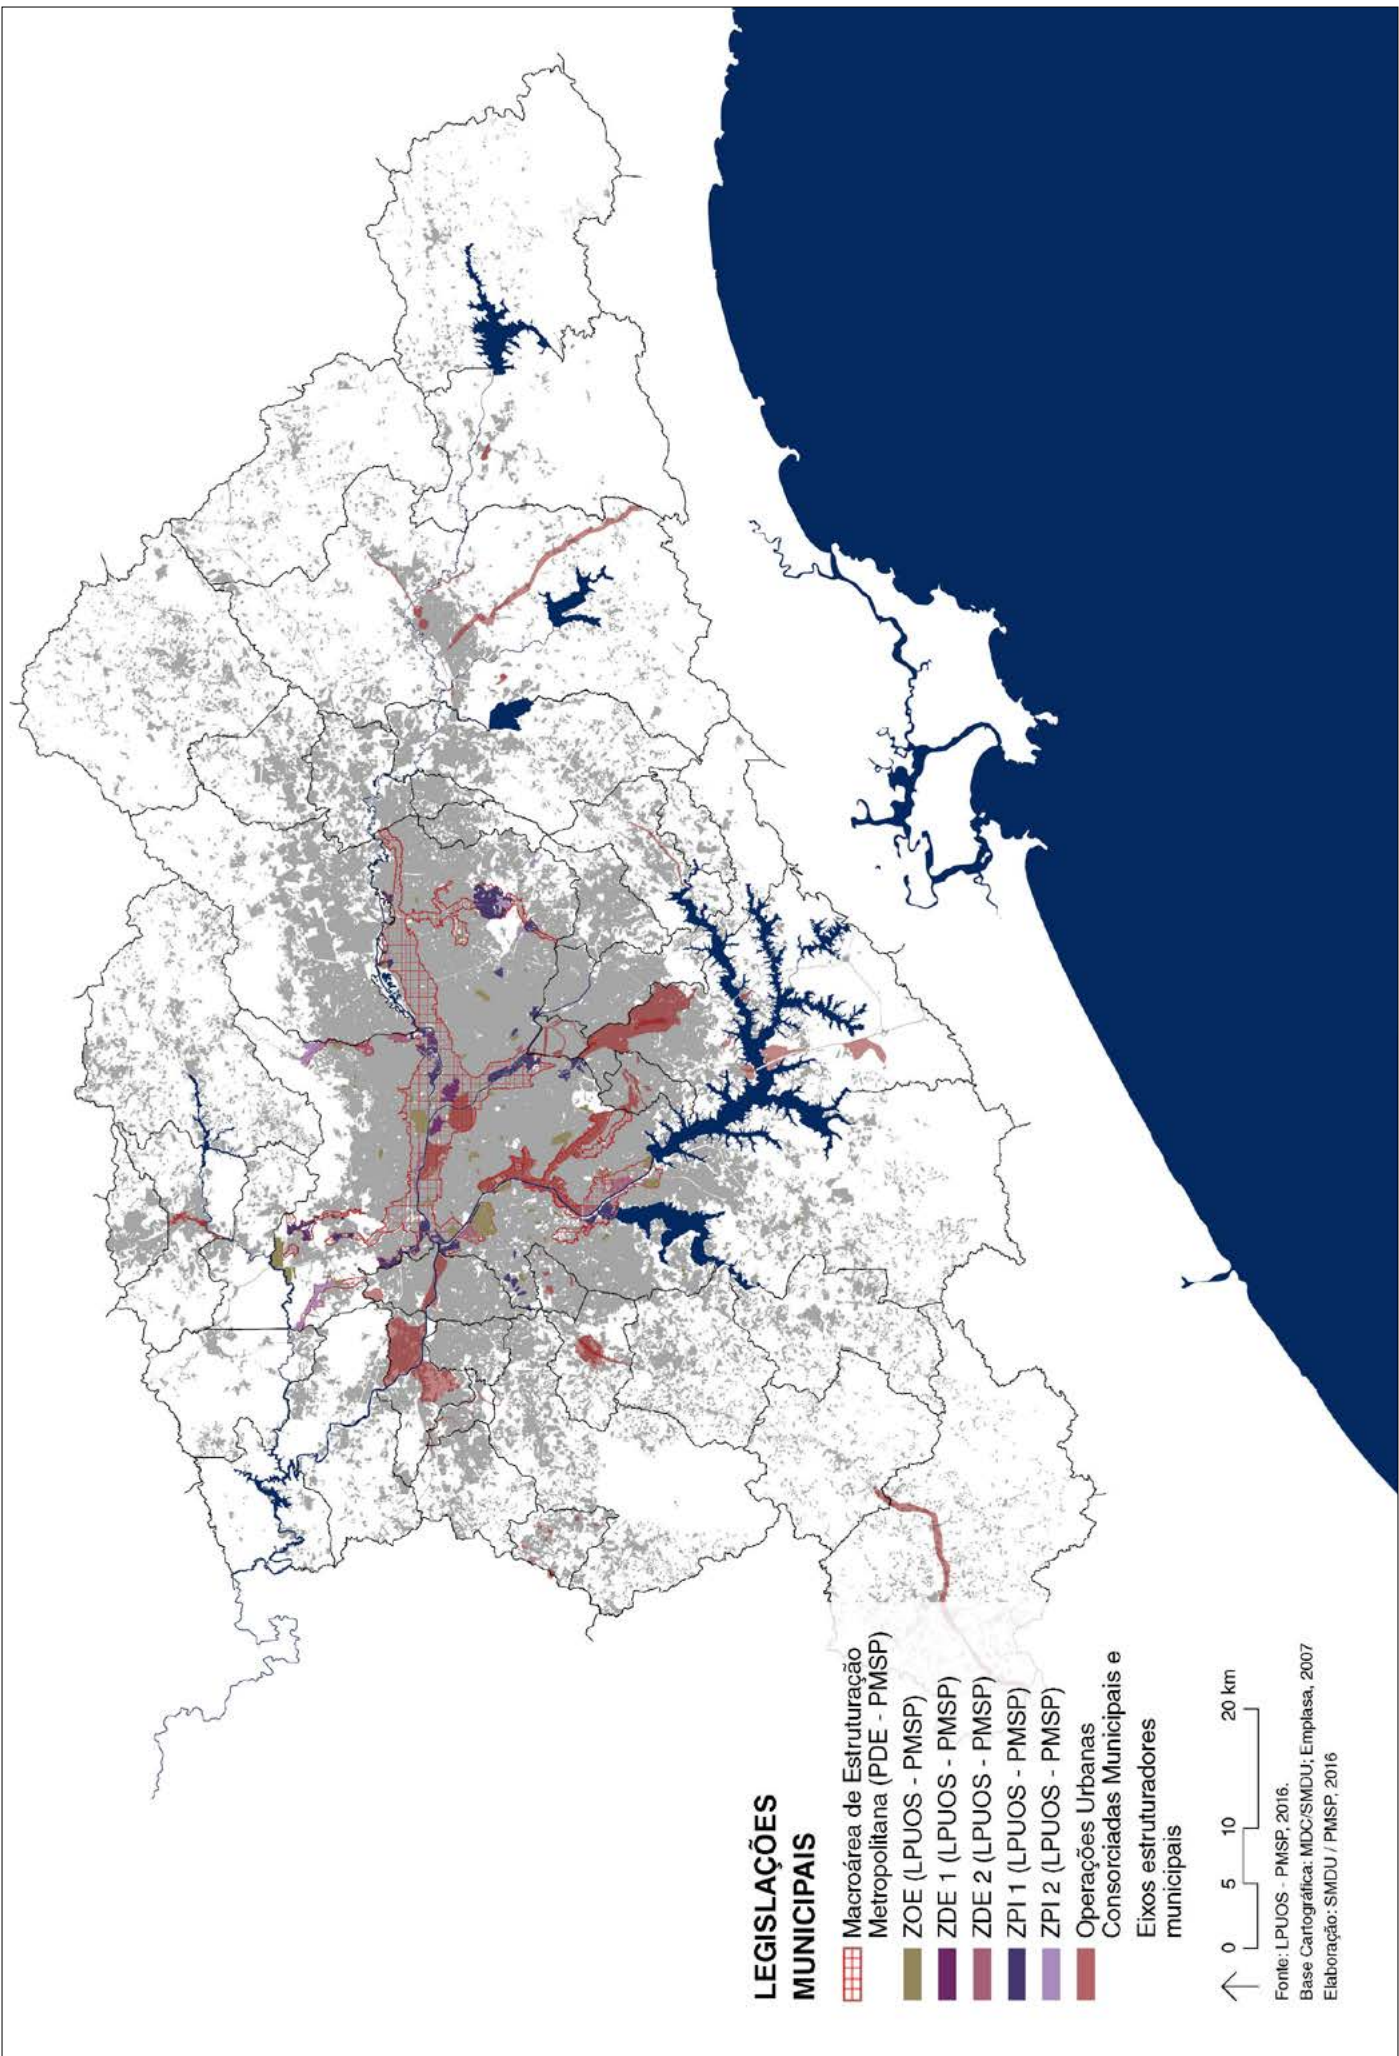 LEGISLAÇÕES
MUNICIPAIS
Macroárea de Estruturação
Metropolitana (PDE - PMSP)
ZOE (LPUOS - PMSP)
ZDE 1 (LPUOS - PMSP)
ZDE 2 (LPUOS - PMSP)
ZPI 1 (LPUOS - PMSP)
ZPI 2 (LPUOS - PMSP)
Operações Urbanas
Consorciadas Municipais e
Eixos estruturadores
municipais
0 5 10 20 km
Fonte: LPUOS - PMSP, 2016.
Base Cartográfica: MDC/SMDU; Emplasa, 2007
Elaboração: SMDU / PMSP, 2016